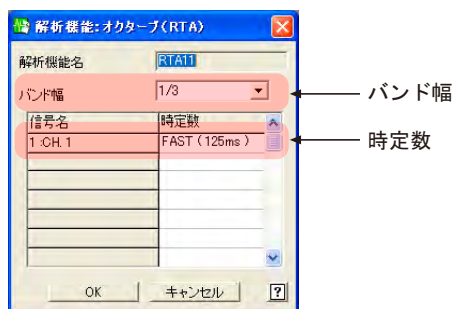 解析機能:オクターブ(RTA)
解析機能名 RTA11
バンド幅 1/3 バンド幅
信号名 時定数
1 :CH. 1 FAST (125ms) 時定数
OK キャンセル ?